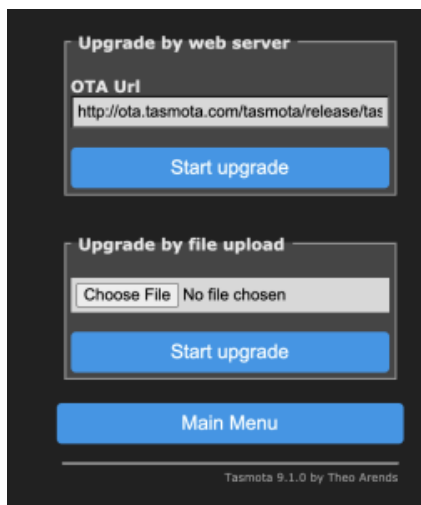 Upgrade by web server
OTA Url
http://ota.tasmota.com/tasmota/release/tas
Start upgrade
Upgrade by file upload
Choose File No file chosen
Start upgrade
Main Menu
Tasmota 9.1.0 by Theo Arends